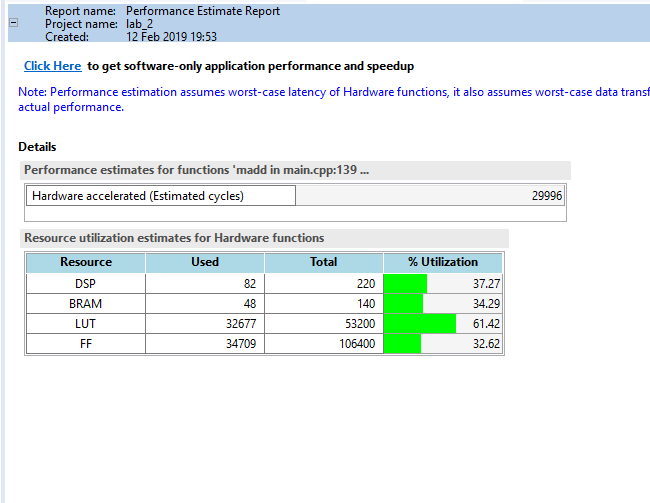 Report name: Performance Estimate Report
Project name: lab_2
Created: 12 Feb 2019 19:53
Click Here to get software-only application performance and speedup
Note: Performance estimation assumes worst-case latency of Hardware functions, it also assumes worst-case data transf
actual performance.
Details
Performance estimates for functions 'madd in main.cpp:139 ...
Hardware accelerated (Estimated cycles) 29996
Resource utilization estimates for Hardware functions
Resource Used Total % Utilization
DSP 82 220 37.27
BRAM 48 140 34.29
LUT 32677 53200 61.42
FF 34709 106400 32.62